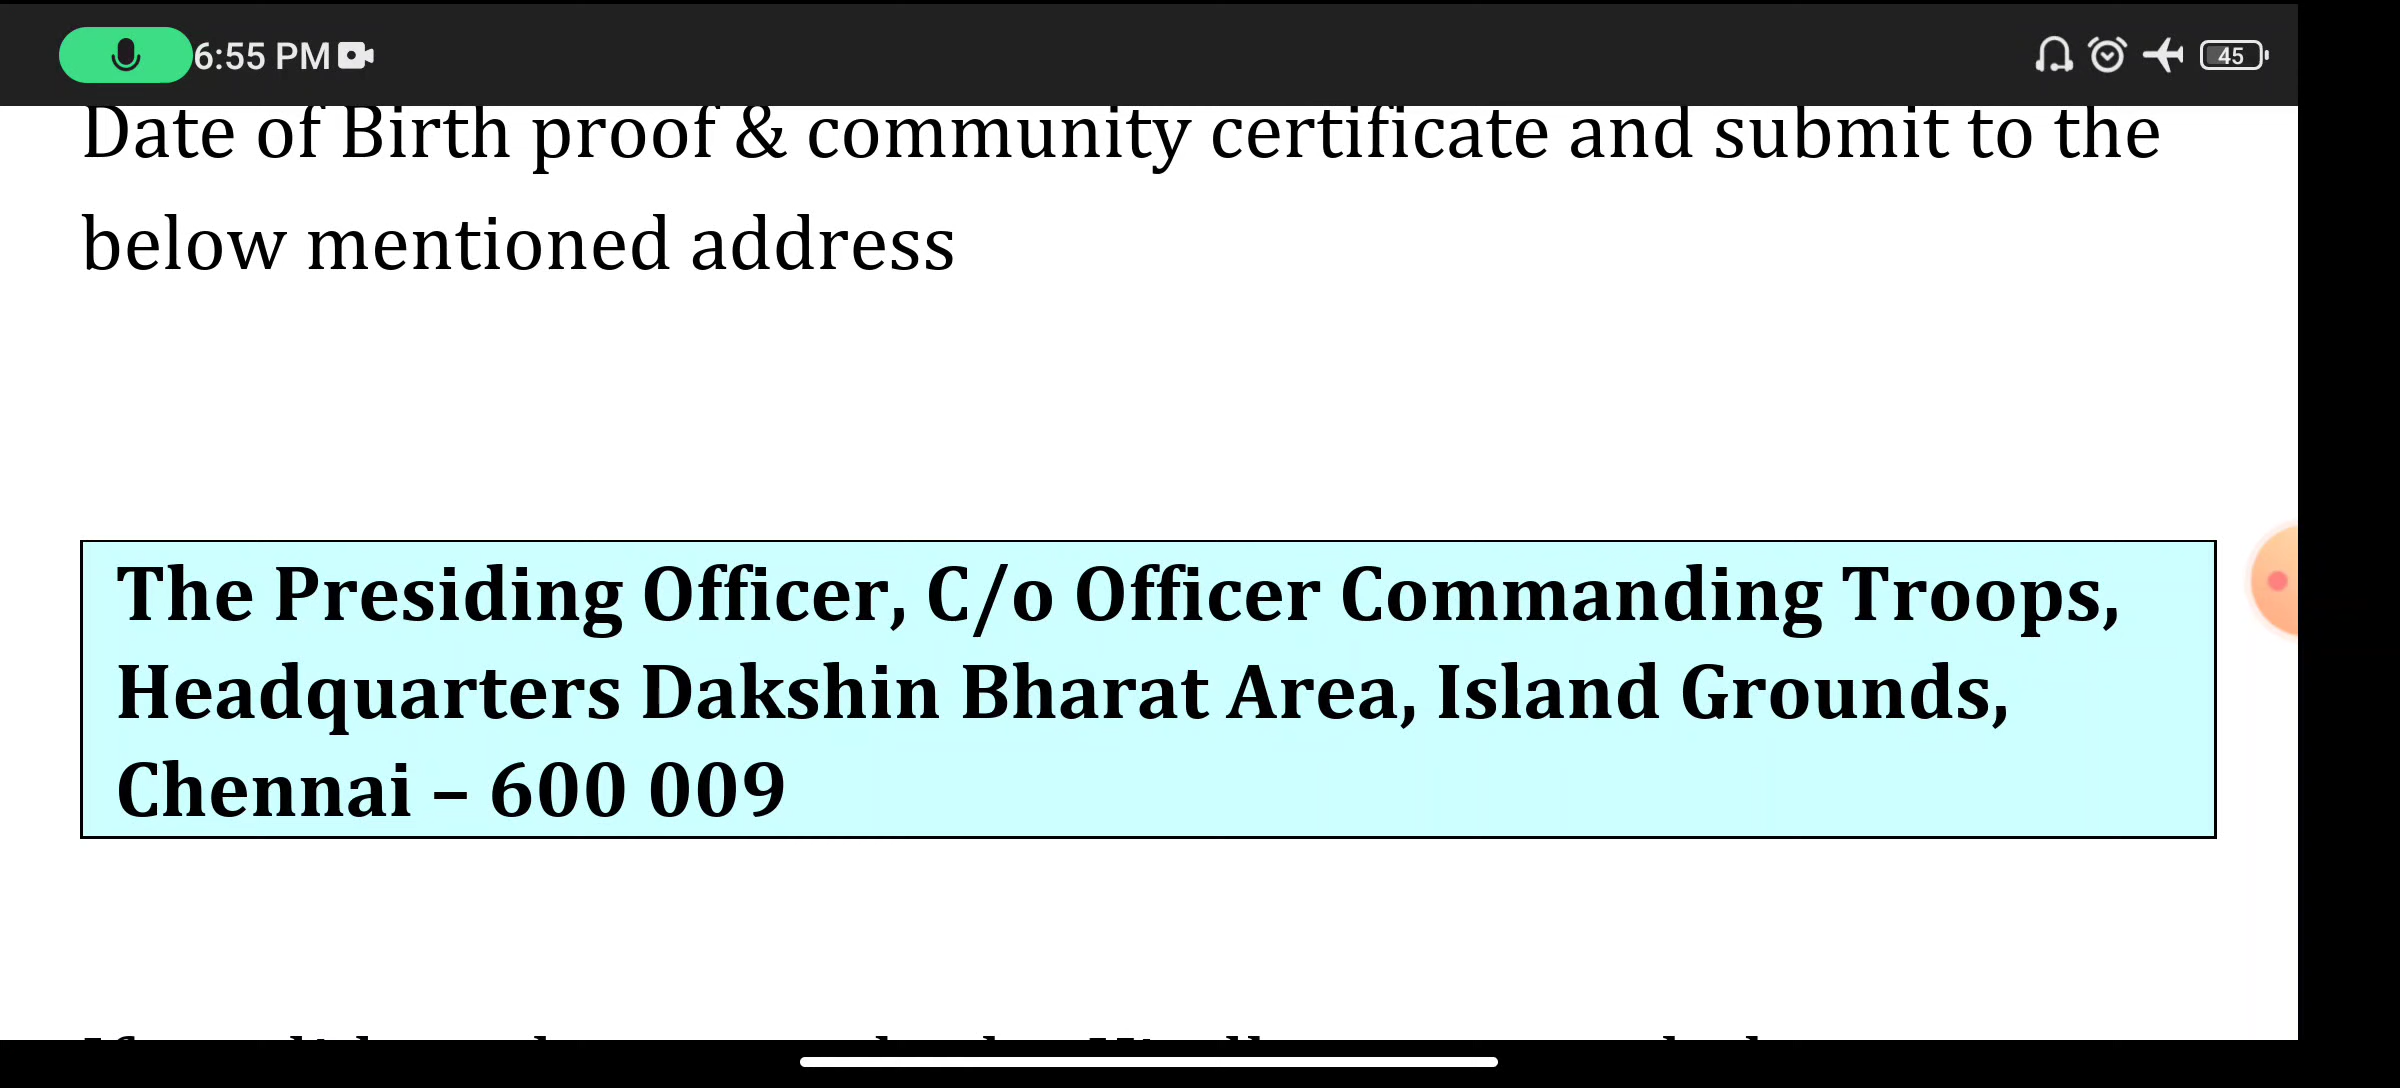 6:55 PM
45
Date of Birth proof & community certificate and submit to the
below mentioned address
The Presiding Officer, C/o Officer Commanding Troops,
Headquarters Dakshin Bharat Area, Island Grounds,
Chennai – 600 009